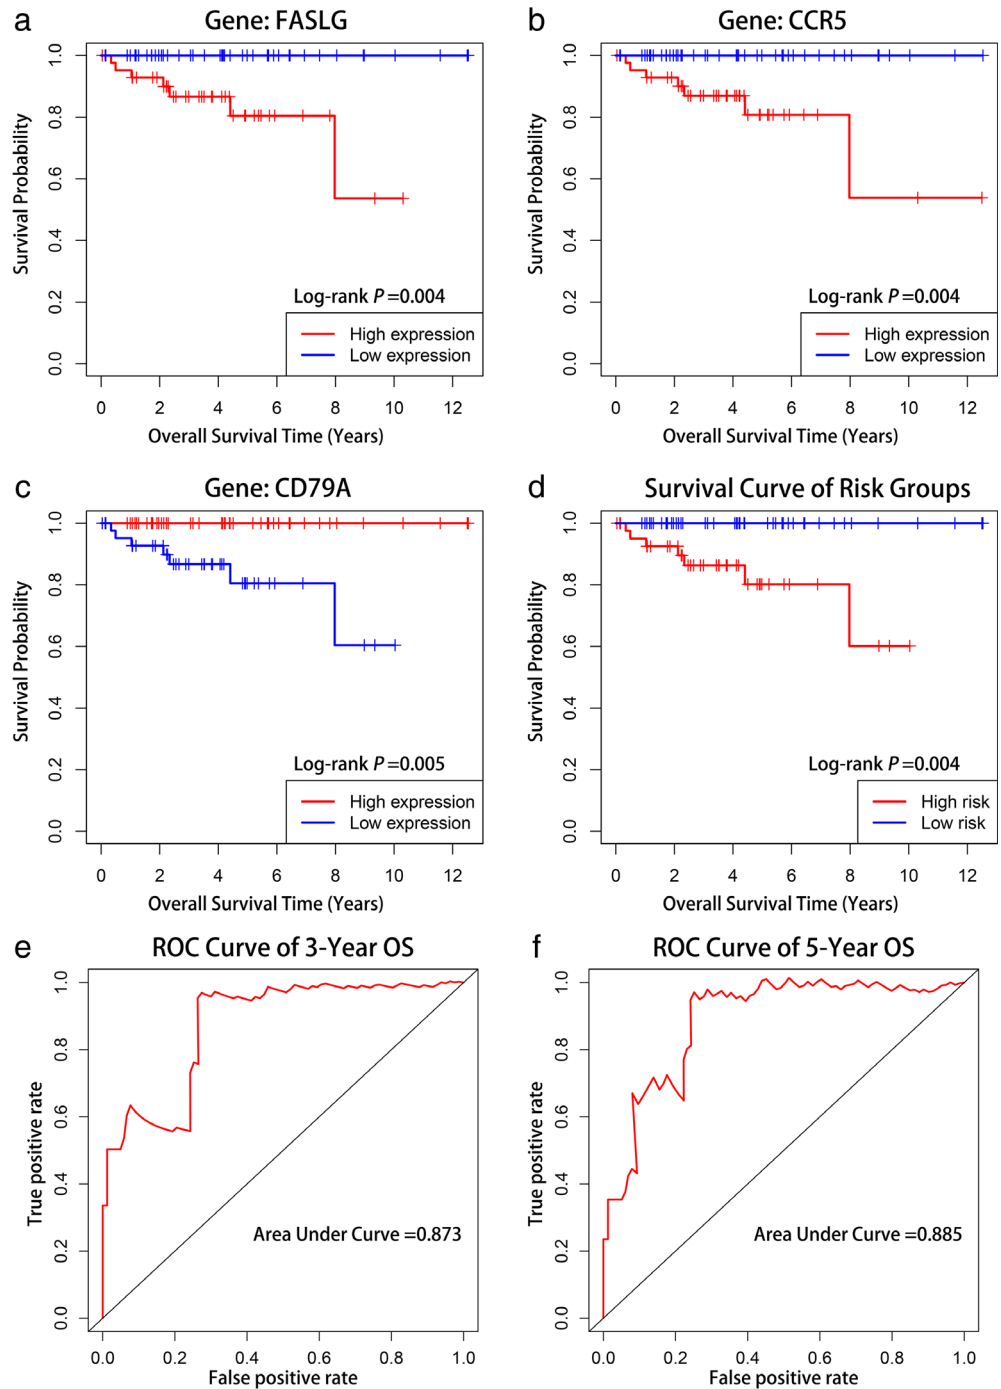 a
Gene: FASLG
Survival Probability
1.0
0.8
0.6
0.4
0.2
0.0
Log-rank P =0.004
High expression
Low expression
0 2 4 6 8 10 12
Overall Survival Time (Years)
b
Gene: CCR5
Survival Probability
1.0
0.8
0.6
0.4
0.2
0.0
Log-rank P =0.004
High expression
Low expression
0 2 4 6 8 10 12
Overall Survival Time (Years)
c
Gene: CD79A
Survival Probability
1.0
0.8
0.6
0.4
0.2
0.0
Log-rank P =0.005
High expression
Low expression
0 2 4 6 8 10 12
Overall Survival Time (Years)
d
Survival Curve of Risk Groups
Survival Probability
1.0
0.8
0.6
0.4
0.2
0.0
Log-rank P =0.004
High risk
Low risk
0 2 4 6 8 10 12
Overall Survival Time (Years)
e
ROC Curve of 3-Year OS
True positive rate
1.0
0.8
0.6
0.4
0.2
0.0
Area Under Curve =0.873
0.0 0.2 0.4 0.6 0.8 1.0
False positive rate
f
ROC Curve of 5-Year OS
True positive rate
1.0
0.8
0.6
0.4
0.2
0.0
Area Under Curve =0.885
0.0 0.2 0.4 0.6 0.8 1.0
False positive rate